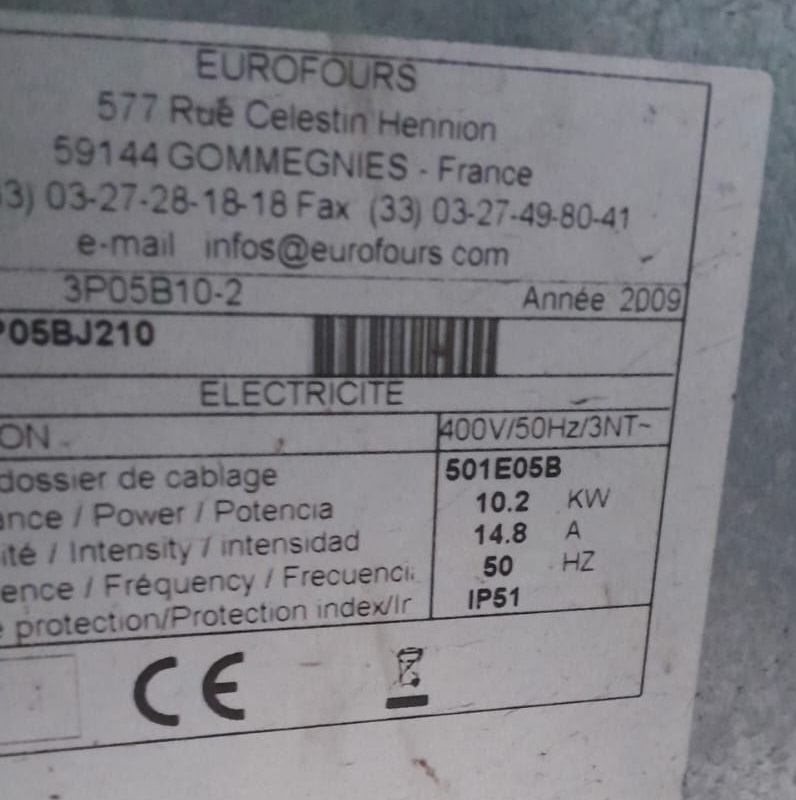 EUROFOURS
577 Rue Celestin Hennion
59144 GOMMEGNIES - France
3) 03-27-28-18-18 Fax (33) 03-27-49-80-41
e-mail infos@eurofours com
3P05B10-2 Année 2009
P05BJ210
ELECTRICITE
ON 400V/50Hz/3NT~
dossier de cablage 501E05B
ance / Power / Potencia 10.2 KW
ité / Intensity / intensidad 14.8 A
ence / Fréquency / Frecuenci 50 HZ
e protection/Protection index/Ir IP51
CE